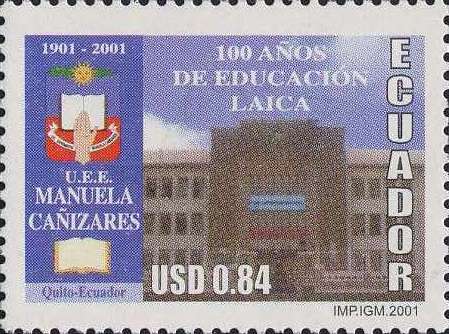 1901 - 2001
100 AÑOS
DE EDUCACIÓN
LAICA
ECUADOR
U.E.E.
MANUELA
CAÑIZARES
Quito-Ecuador
USD 0.84
IMP.IGM.2001